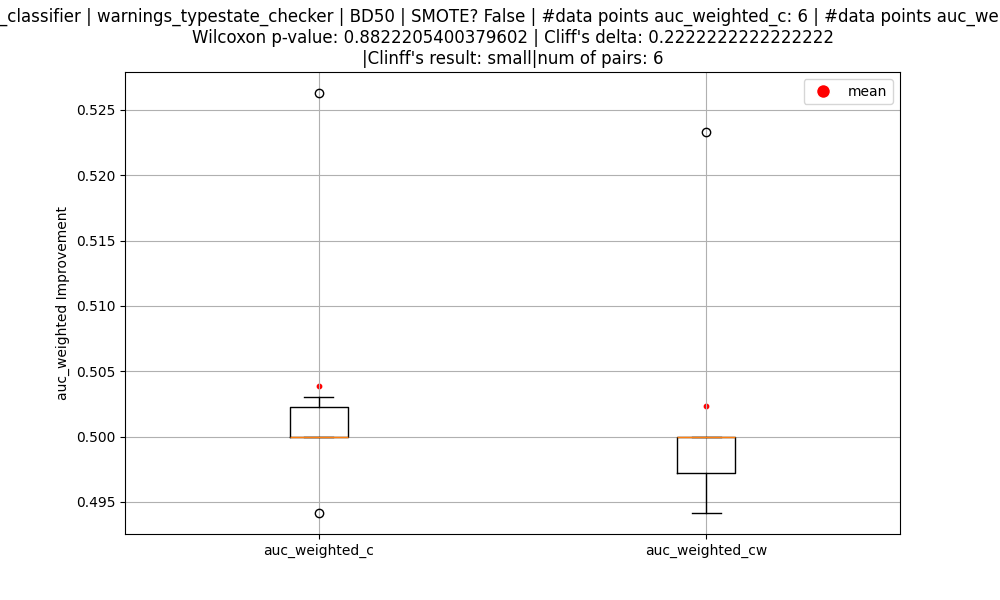 _classifier | warnings_typestate_checker | BD50 | SMOTE? False | #data points auc_weighted_c: 6 | #data points auc_we
Wilcoxon p-value: 0.8822205400379602 | Cliff's delta: 0.2222222222222222
|Clinff's result: small|num of pairs: 6
mean
0.525
0.520
0.515
0.510
0.505
0.500
0.495
auc_weighted Improvement
auc_weighted_c
auc_weighted_cw